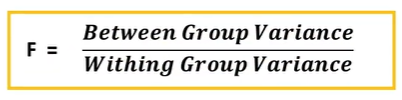 Between Group Variance
F =
Withing Group Variance